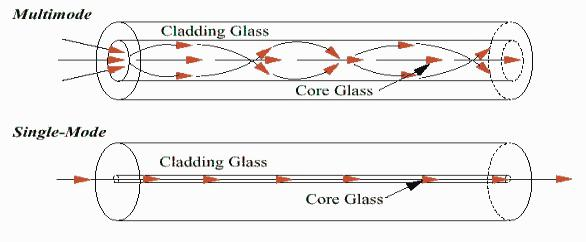 Multimode
Cladding Glass
Core Glass
Single-Mode
Cladding Glass
Core Glass